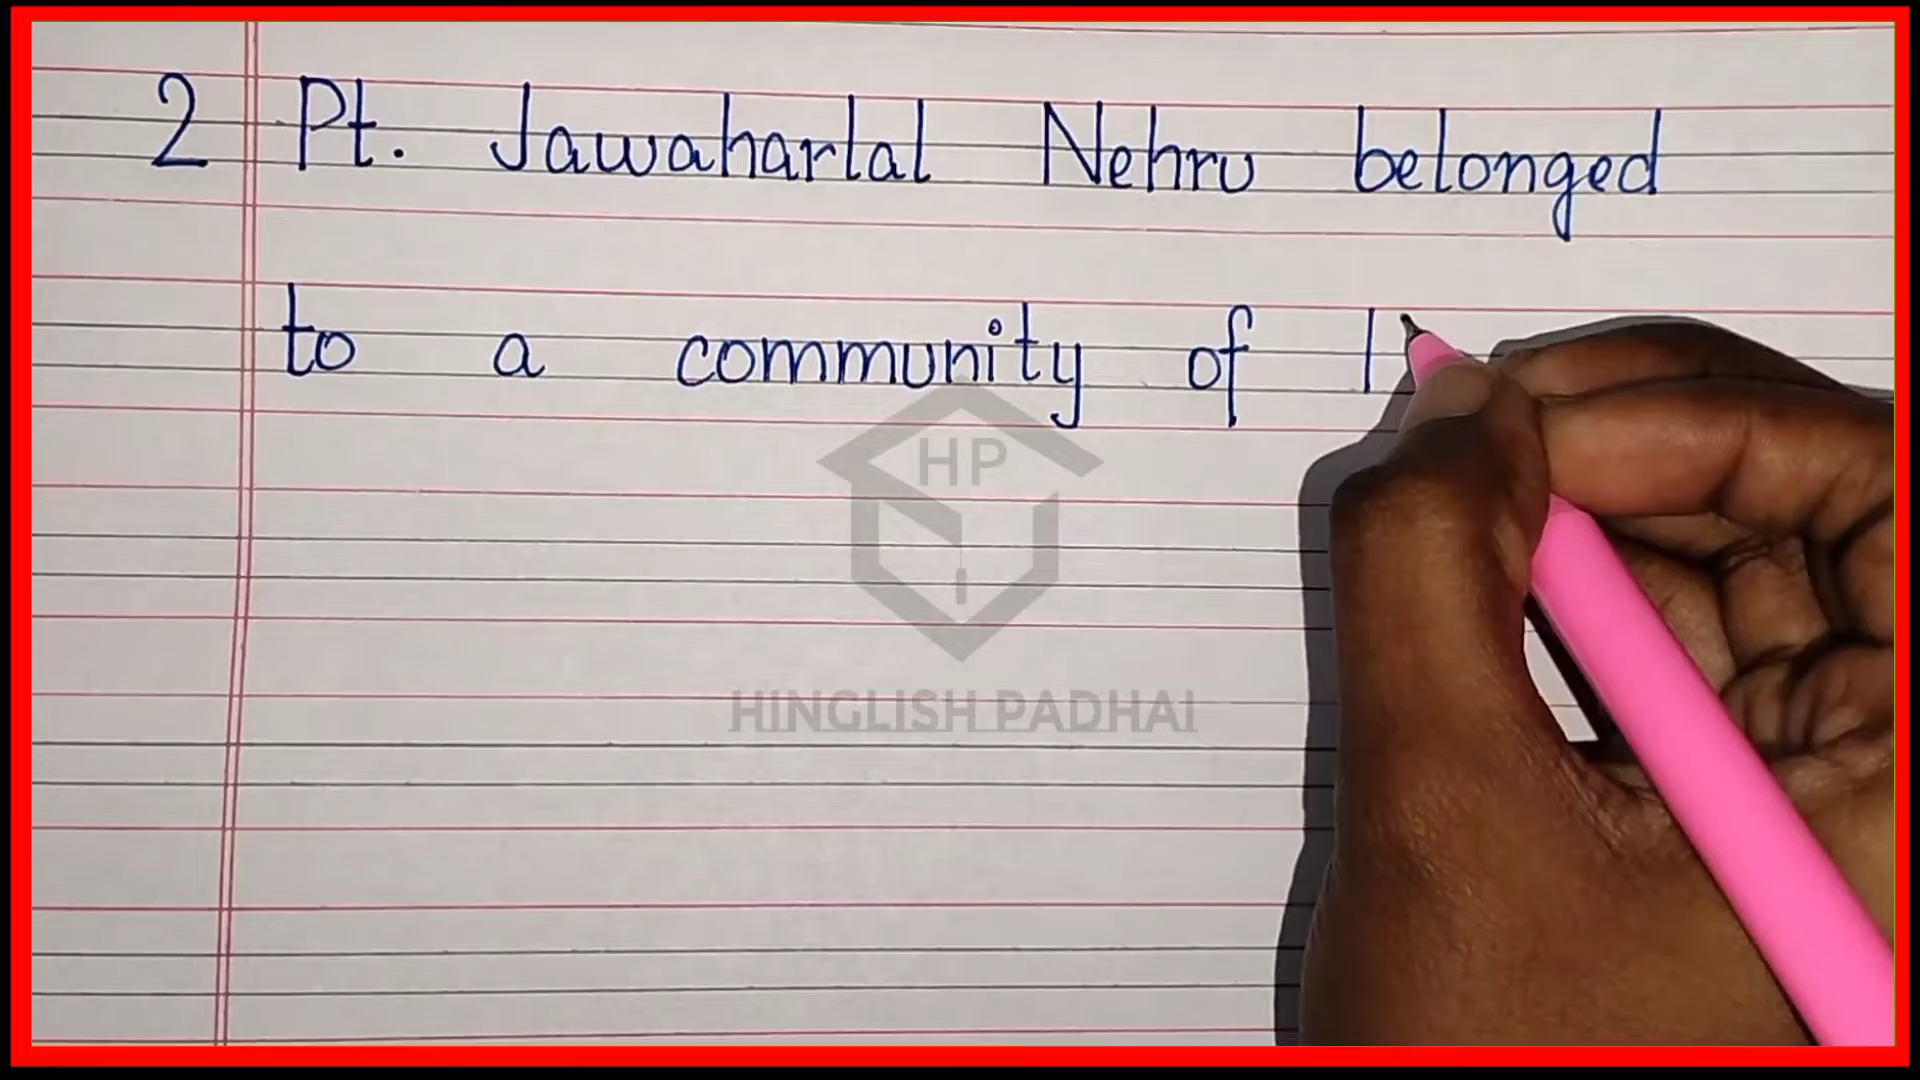 2 Pt. Jawaharlal Nehru belonged
to a community of
HP
HINGLISH PADHAI